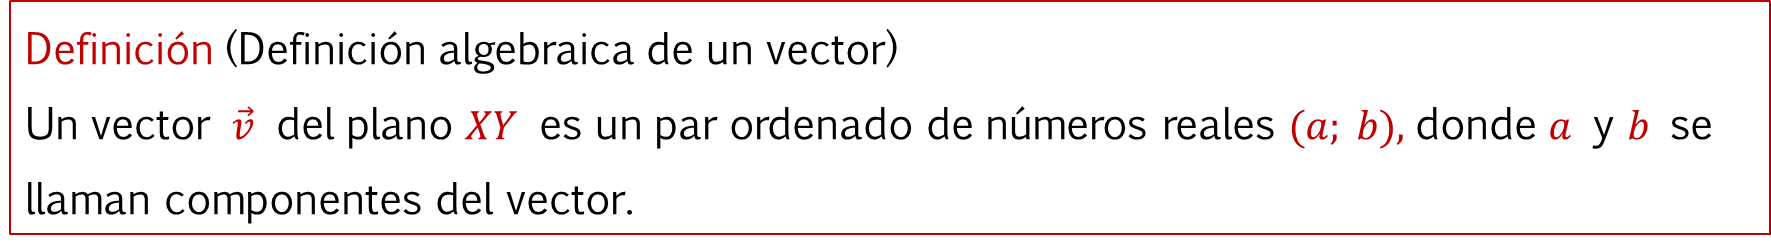 Definición (Definición algebraica de un vector)
Un vector v⃗ del plano XY es un par ordenado de números reales (a; b), donde a y b se
llaman componentes del vector.